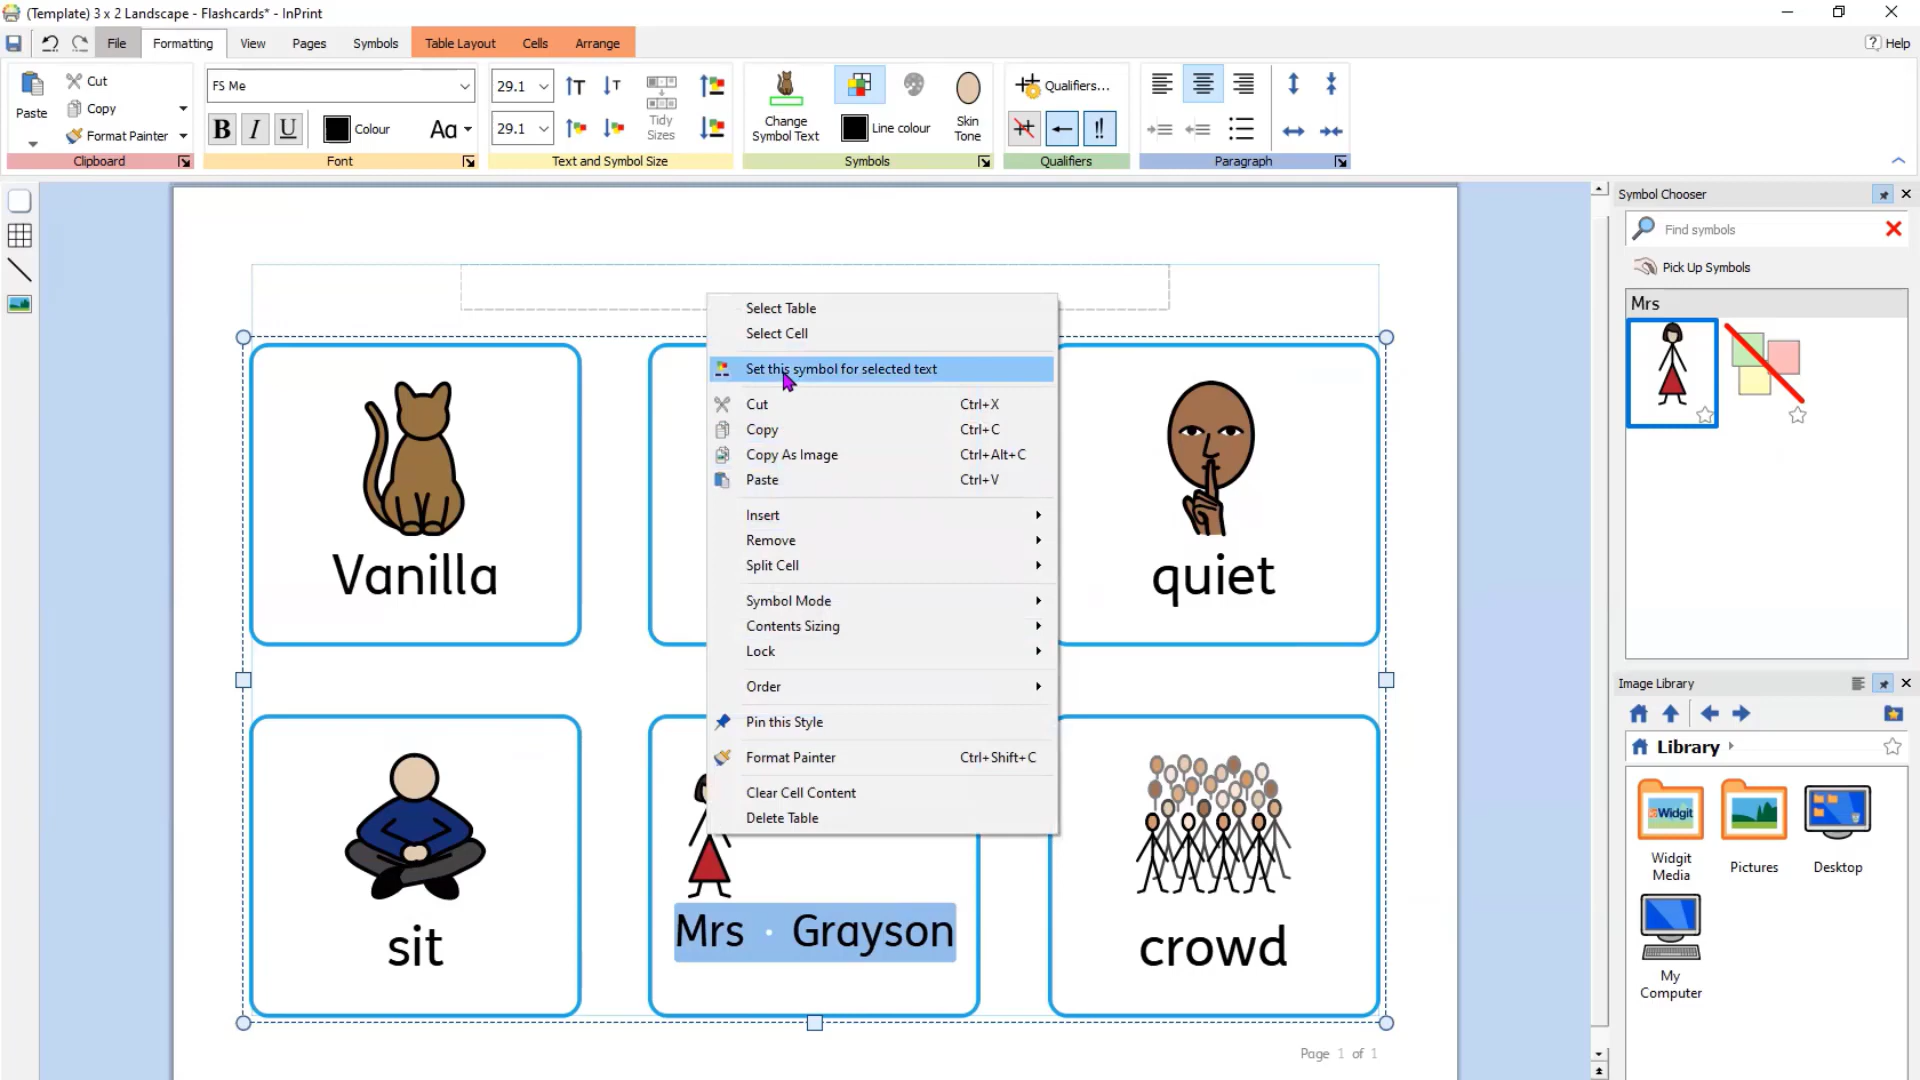 (Template) 3 x 2 Landscape - Flashcards* - InPrint
File Formatting View Pages Symbols Table Layout Cells Arrange Help
Paste
Cut
Copy
Format Painter
Clipboard
FS Me
B I U Colour Aa
Font
29.1
29.1
Tidy
Sizes
Text and Symbol Size
Change
Symbol Text
Line colour
Skin
Tone
Symbols
Qualifiers...
Qualifiers
Paragraph
Symbol Chooser
Find symbols
Pick Up Symbols
Mrs
Select Table
Select Cell
Set this symbol for selected text
Cut Ctrl+X
Copy Ctrl+C
Copy As Image Ctrl+Alt+C
Paste Ctrl+V
Insert
Remove
Split Cell
Symbol Mode
Contents Sizing
Lock
Order
Pin this Style
Format Painter Ctrl+Shift+C
Clear Cell Content
Delete Table
Vanilla
quiet
sit
Mrs · Grayson
crowd
Page 1 of 1
Image Library
Library
Widgit
Widgit
Media
Pictures
Desktop
My
Computer